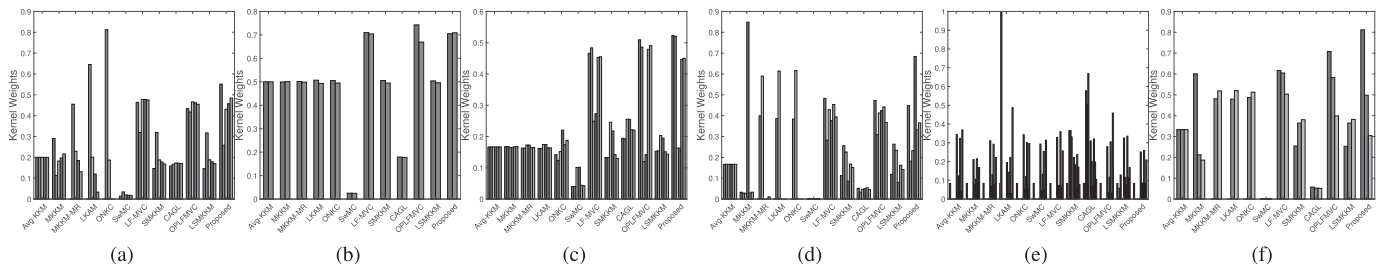 Kernel Weights
0.9
0.8
0.7
0.6
0.5
0.4
0.3
0.2
0.1
0
Avg-KKM
MKKM
MKKM-MR
LKAM
ONKC
SwMC
LF-MVC
SMKKM
CAGL
OPLFMVC
LSMKKM
Proposed
(a)
Kernel Weights
0.8
0.7
0.6
0.5
0.4
0.3
0.2
0.1
0
Avg-KKM
MKKM
MKKM-MR
LKAM
ONKC
SwMC
LF-MVC
SMKKM
CAGL
OPLFMVC
LSMKKM
Proposed
(b)
Kernel Weights
0.6
0.5
0.4
0.3
0.2
0.1
0
Avg-KKM
MKKM
MKKM-MR
LKAM
ONKC
SwMC
LF-MVC
SMKKM
CAGL
OPLFMVC
LSMKKM
Proposed
(c)
Kernel Weights
0.9
0.8
0.7
0.6
0.5
0.4
0.3
0.2
0.1
0
Avg-KKM
MKKM
MKKM-MR
LKAM
ONKC
SwMC
LF-MVC
SMKKM
CAGL
OPLFMVC
LSMKKM
Proposed
(d)
Kernel Weights
1
0.9
0.8
0.7
0.6
0.5
0.4
0.3
0.2
0.1
0
Avg-KKM
MKKM
MKKM-MR
LKAM
ONKC
SwMC
LF-MVC
SMKKM
CAGL
OPLFMVC
LSMKKM
Proposed
(e)
Kernel Weights
0.9
0.8
0.7
0.6
0.5
0.4
0.3
0.2
0.1
0
Avg-KKM
MKKM
MKKM-MR
LKAM
ONKC
SwMC
LF-MVC
SMKKM
CAGL
OPLFMVC
LSMKKM
Proposed
(f)